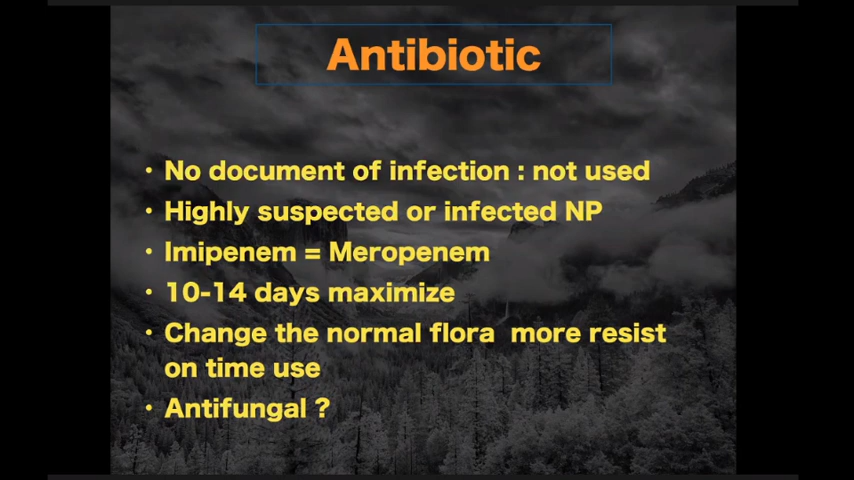 Antibiotic
• No document of infection : not used
• Highly suspected or infected NP
• Imipenem = Meropenem
• 10-14 days maximize
• Change the normal flora  more resist
on time use
• Antifungal ?